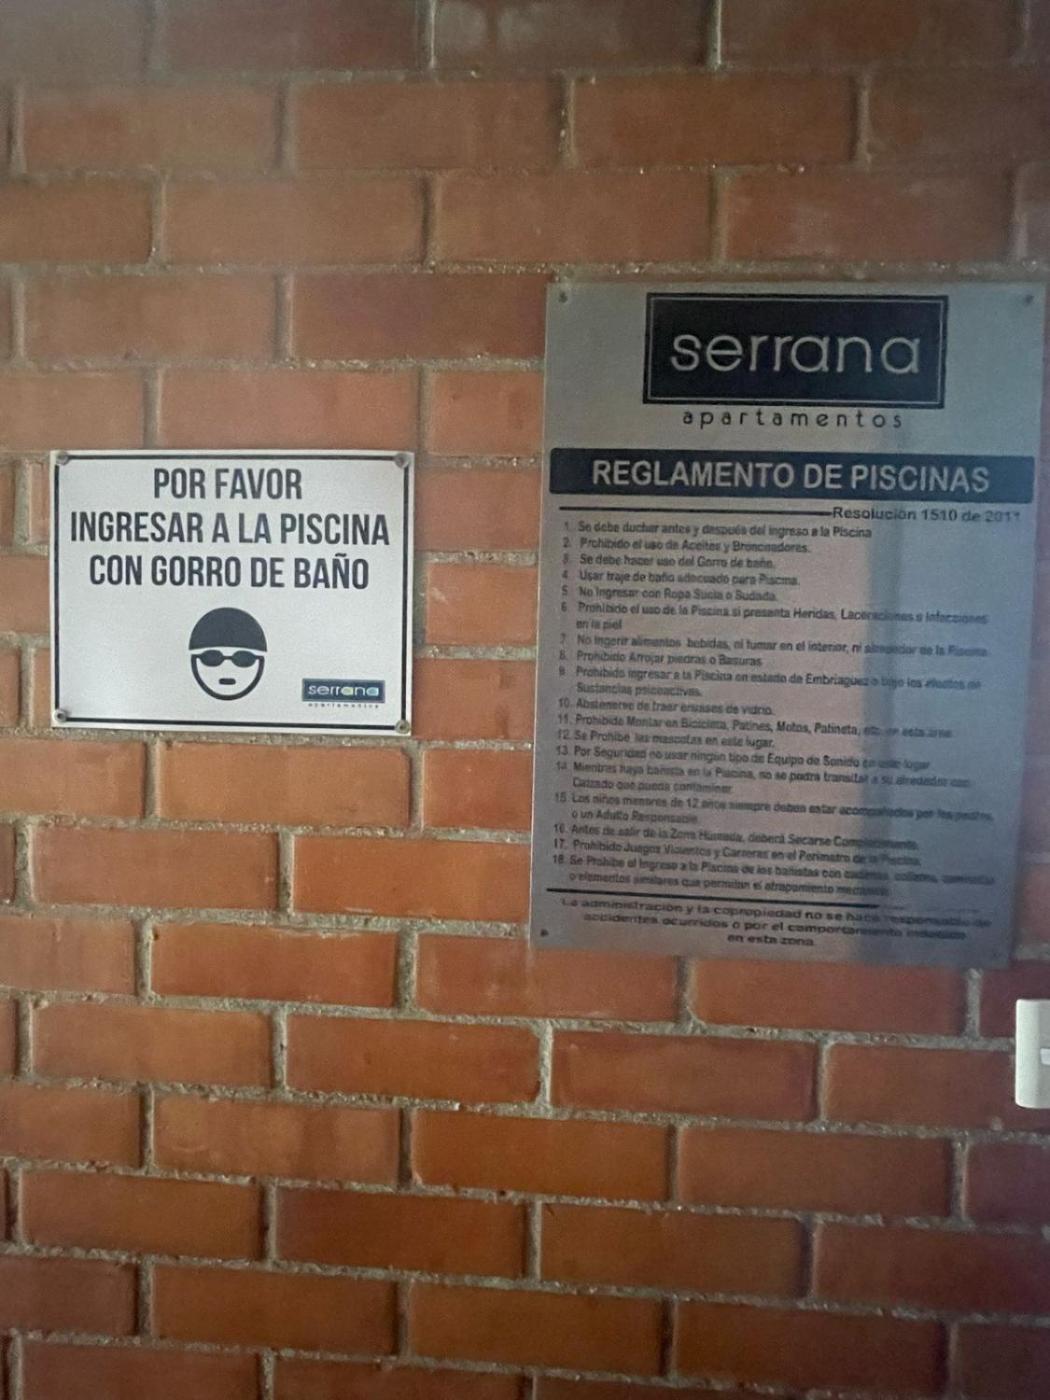 POR FAVOR
INGRESAR A LA PISCINA
CON GORRO DE BAÑO
serrana
apartamentos
serrana
apartamentos
REGLAMENTO DE PISCINAS
Resolución 1510 de 2011
1. Se debe duchar antes y después del ingreso a la Piscina
2. Prohibido el uso de Aceites y Bronceadores.
3. Se debe hacer uso del Gorro de baño.
4. Usar traje de baño adecuado para Piscina.
5. No Ingresar con Ropa Sucia o Sudada.
6. Prohibido el uso de la Piscina si presenta Heridas, Laceraciones e Infecciones
en la piel
7. No Ingerir alimentos bebidas, ni fumar en el interior, ni alrededor de la Piscina.
8. Prohibido Arrojar piedras o Basuras
9. Prohibido ingresar a la Piscina en estado de Embriaguez o bajo los efectos de
Sustancias psicoactivas.
10. Abstenerse de traer envases de vidrio.
11. Prohibido Montar en Bicicleta, Patines, Motos, Patineta, etc. en esta área.
12. Se Prohibe las mascotas en este lugar.
13. Por Seguridad no usar ningún tipo de Equipo de Sonido en este lugar
14. Mientras haya bañista en la Piscina, no se podrá transitar a su alrededor con
Calzado que pueda contaminar.
15. Los niños menores de 12 años siempre deben estar acompañados por los padres,
o un Adulto Responsable.
16. Antes de salir de la Zona Húmeda, deberá Secarse Completamente.
17. Prohibido Juegos Violentos y Carreras en el Perímetro de la Piscina.
18. Se Prohibe el Ingreso a la Piscina de los bañistas con cadenas, collares,
o elementos similares que permitan el atrapamiento mecánico
La administración y la copropiedad no se hace responsable de
accidentes ocurridos o por el comportamiento indebido
en esta zona.